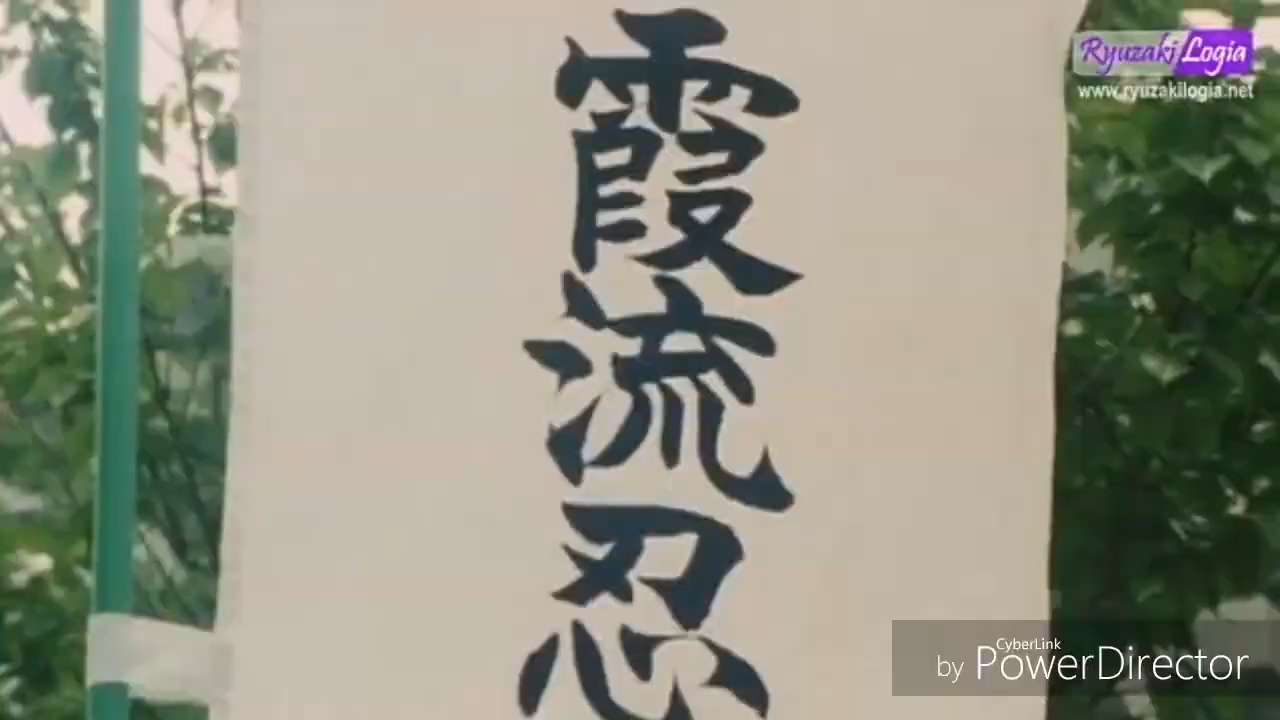 霞流忍
Ryuzaki Logia
www.ryuzakilogia.net
CyberLink
by PowerDirector